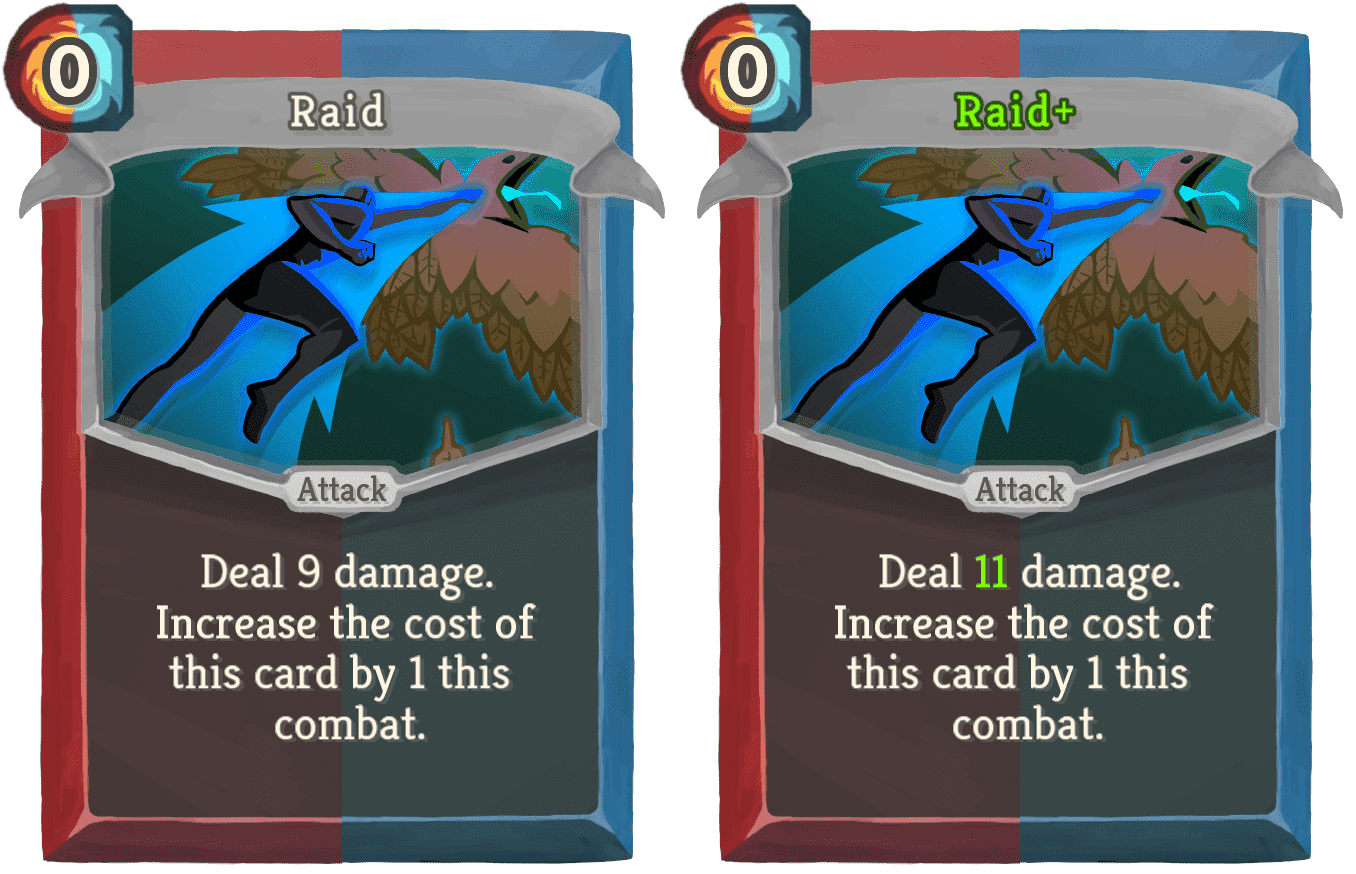 0
Raid
Attack
Deal 9 damage.
Increase the cost of
this card by 1 this
combat.
0
Raid+
Attack
Deal 11 damage.
Increase the cost of
this card by 1 this
combat.